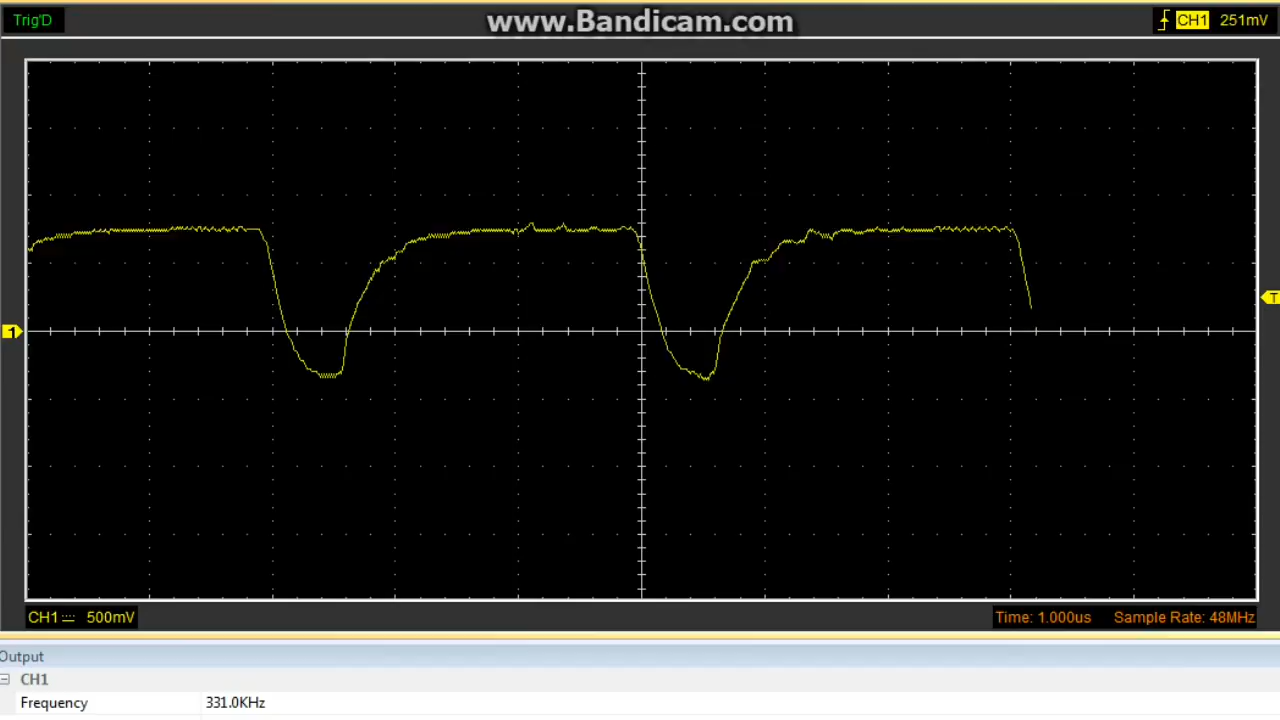 Trig'D
www.Bandicam.com
CH1 251mV
1
T
CH1 500mV
Time: 1.000us Sample Rate: 48MHz
Output
CH1
Frequency 331.0KHz